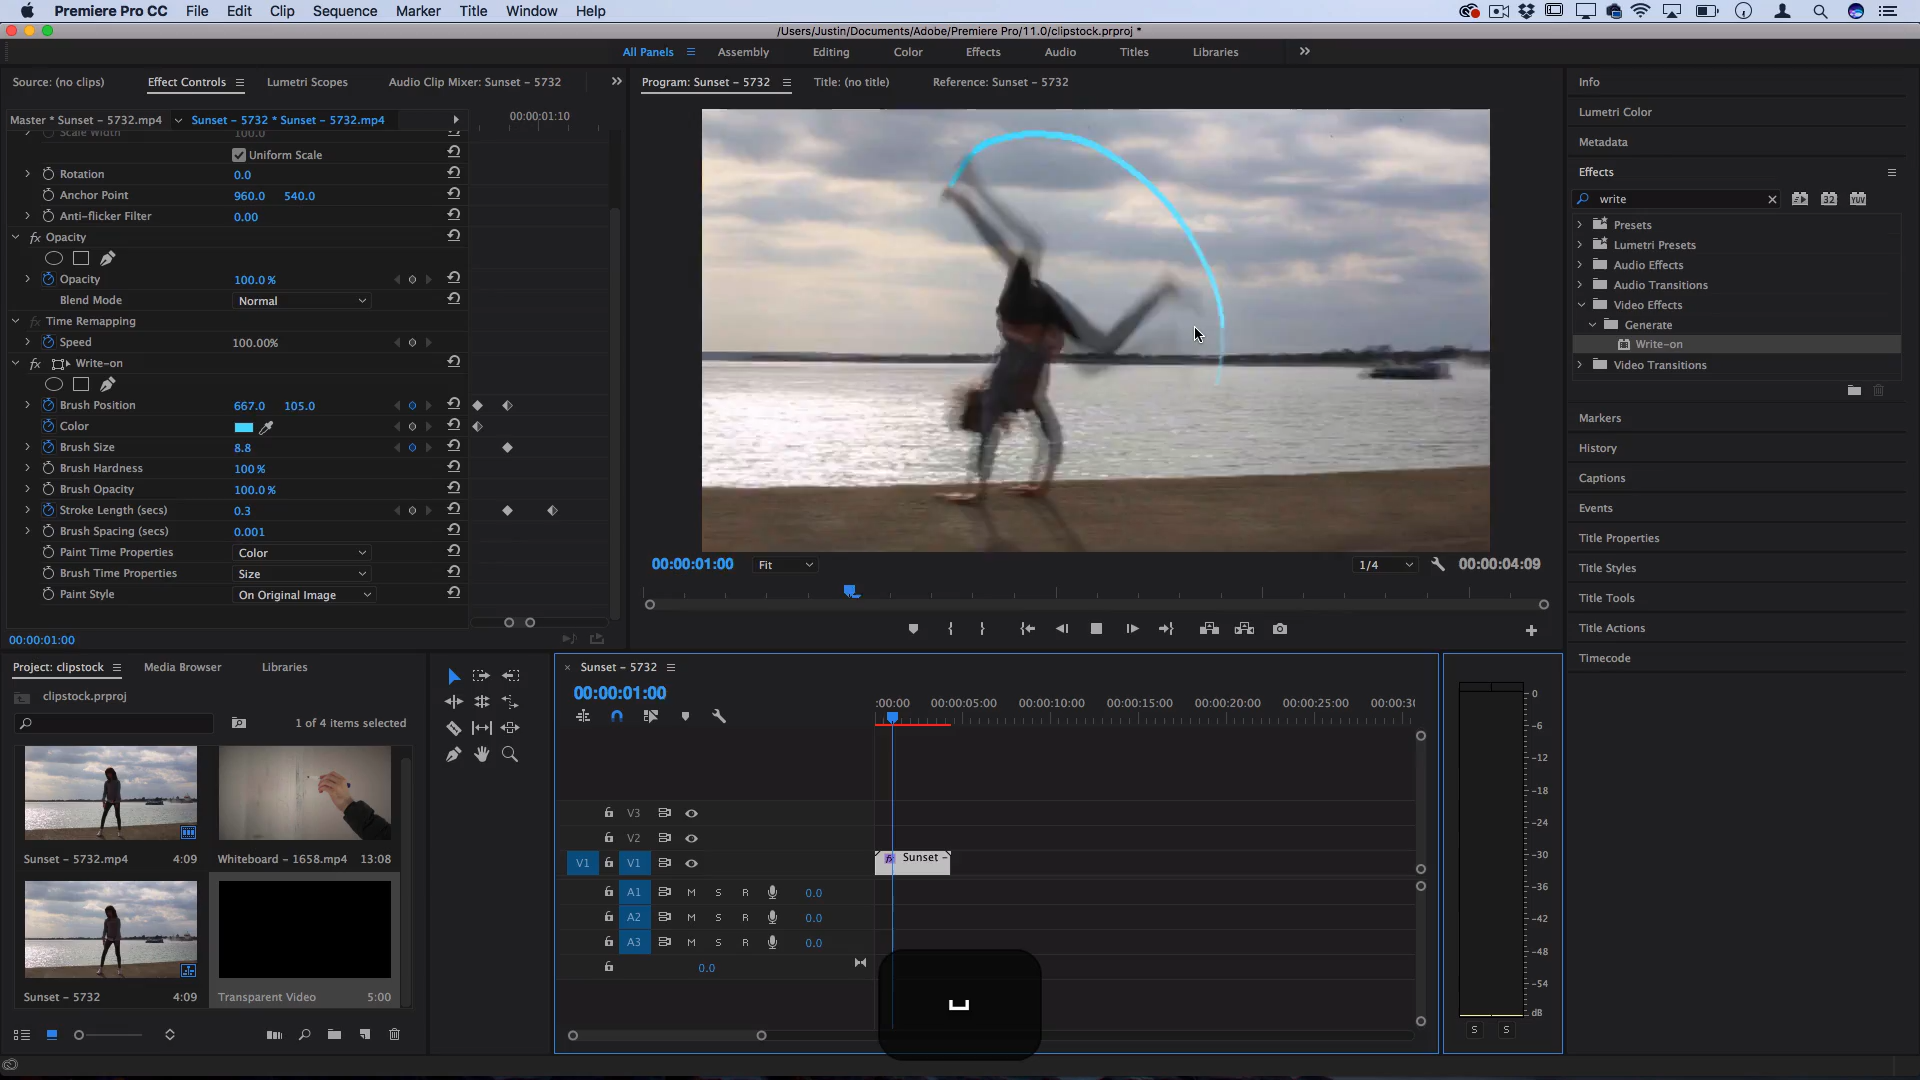 Premiere Pro CC File Edit Clip Sequence Marker Title Window Help
/Users/Justin/Documents/Adobe/Premiere Pro/11.0/clipstock.prproj *
All Panels Assembly Editing Color Effects Audio Titles Libraries
Source: (no clips) Effect Controls Lumetri Scopes Audio Clip Mixer: Sunset – 5732
Program: Sunset – 5732 Title: (no title) Reference: Sunset – 5732
Master * Sunset – 5732.mp4 Sunset – 5732 * Sunset – 5732.mp4 00:00:01:10
Scale Width 100.0
Uniform Scale
Rotation 0.0
Anchor Point 960.0 540.0
Anti-flicker Filter 0.00
fx Opacity
Opacity 100.0 %
Blend Mode Normal
fx Time Remapping
Speed 100.00%
fx Write-on
Brush Position 667.0 105.0
Color
Brush Size 8.8
Brush Hardness 100 %
Brush Opacity 100.0 %
Stroke Length (secs) 0.3
Brush Spacing (secs) 0.001
Paint Time Properties Color
Brush Time Properties Size
Paint Style On Original Image
00:00:01:00
00:00:01:00 Fit 1/4 00:00:04:09
Info
Lumetri Color
Metadata
Effects
write 32 YUV
Presets
Lumetri Presets
Audio Effects
Audio Transitions
Video Effects
Generate
Write-on
Video Transitions
Markers
History
Captions
Events
Title Properties
Title Styles
Title Tools
Title Actions
Timecode
Project: clipstock Media Browser Libraries
clipstock.prproj
1 of 4 items selected
Sunset – 5732.mp4 4:09
Whiteboard – 1658.mp4 13:08
Sunset – 5732 4:09
Transparent Video 5:00
Sunset – 5732
00:00:01:00
:00:00 00:00:05:00 00:00:10:00 00:00:15:00 00:00:20:00 00:00:25:00 00:00:30
V3
V2
V1 V1 fx Sunset –
A1 M S R 0.0
A2 M S R 0.0
A3 M S R 0.0
0.0
0
-6
-12
-18
-24
-30
-36
-42
-48
-54
dB
S S